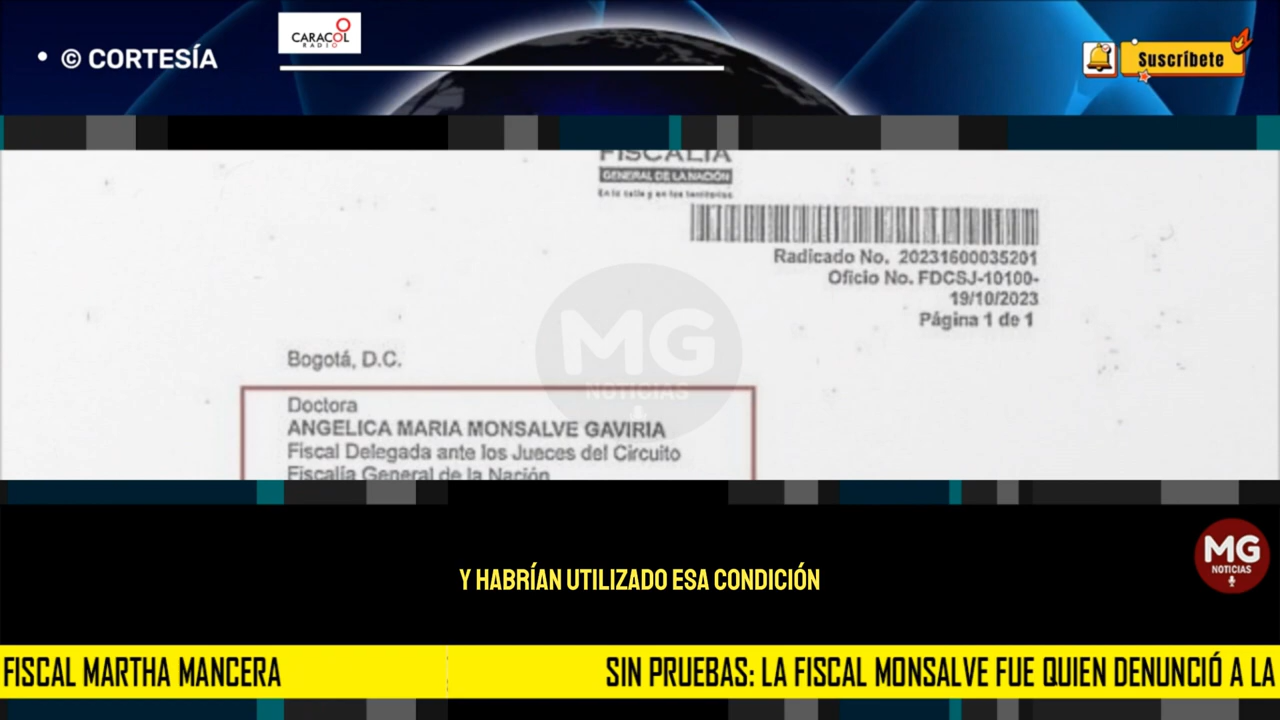 • © CORTESÍA
CARACOL
RADIO
Suscríbete
FISCALIA
GENERAL DE LA NACIÓN
En la calle y en los territorios
Radicado No. 20231600035201
Oficio No. FDCSJ-10100-
19/10/2023
Página 1 de 1
MG
NOTICIAS
Bogotá, D.C.
Doctora
ANGELICA MARIA MONSALVE GAVIRIA
Fiscal Delegada ante los Jueces del Circuito
Fiscalía General de la Nación
Y HABRÍAN UTILIZADO ESA CONDICIÓN
MG
NOTICIAS
FISCAL MARTHA MANCERA
SIN PRUEBAS: LA FISCAL MONSALVE FUE QUIEN DENUNCIÓ A LA